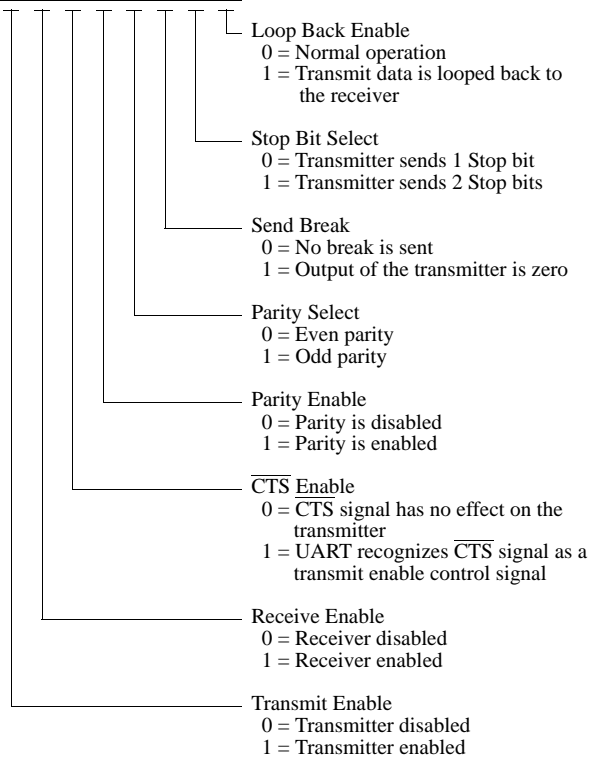 Loop Back Enable
0 = Normal operation
1 = Transmit data is looped back to
the receiver
Stop Bit Select
0 = Transmitter sends 1 Stop bit
1 = Transmitter sends 2 Stop bits
Send Break
0 = No break is sent
1 = Output of the transmitter is zero
Parity Select
0 = Even parity
1 = Odd parity
Parity Enable
0 = Parity is disabled
1 = Parity is enabled
C̅T̅S̅ Enable
0 = C̅T̅S̅ signal has no effect on the
transmitter
1 = UART recognizes C̅T̅S̅ signal as a
transmit enable control signal
Receive Enable
0 = Receiver disabled
1 = Receiver enabled
Transmit Enable
0 = Transmitter disabled
1 = Transmitter enabled